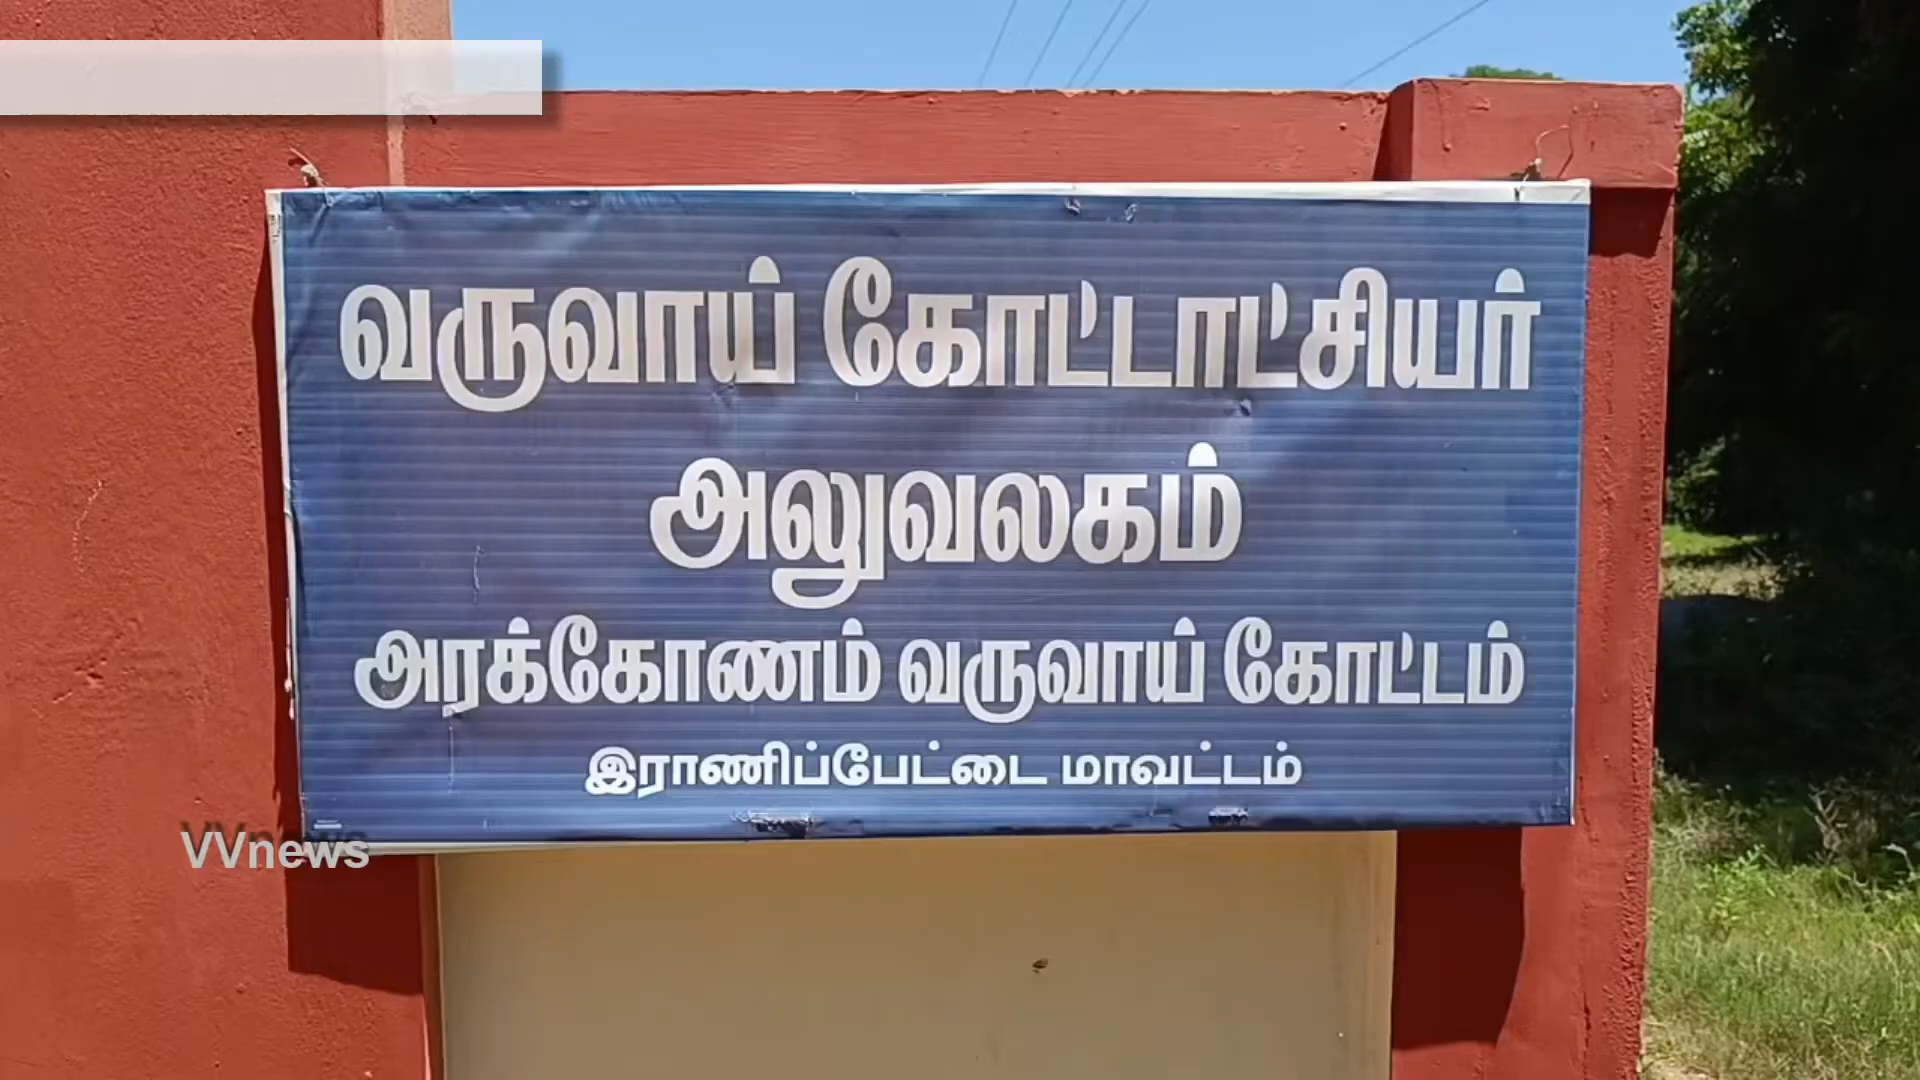 வருவாய் கோட்டாட்சியர்
அலுவலகம்
அரக்கோணம் வருவாய் கோட்டம்
இராணிப்பேட்டை மாவட்டம்
VVnews